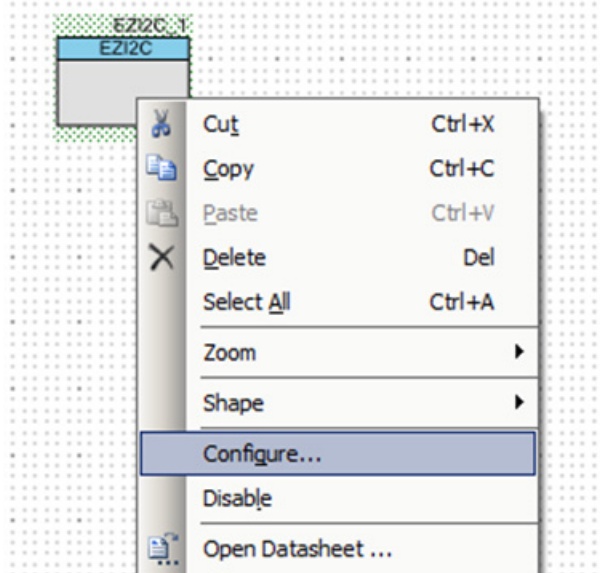 EZI2C_1
EZI2C
Cut Ctrl+X
Copy Ctrl+C
Paste Ctrl+V
Delete Del
Select All Ctrl+A
Zoom
Shape
Configure...
Disable
Open Datasheet ...